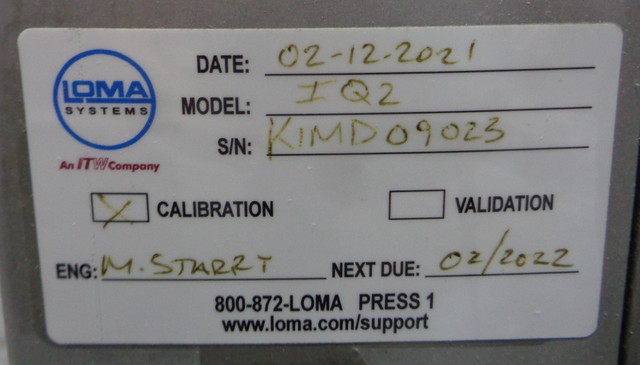 LOMA
SYSTEMS
An ITW Company
DATE: 02-12-2021
MODEL: IQ2
S/N: KIMD09023
X CALIBRATION
VALIDATION
ENG: M. STARRY NEXT DUE: 02/2022
800-872-LOMA PRESS 1
www.loma.com/support